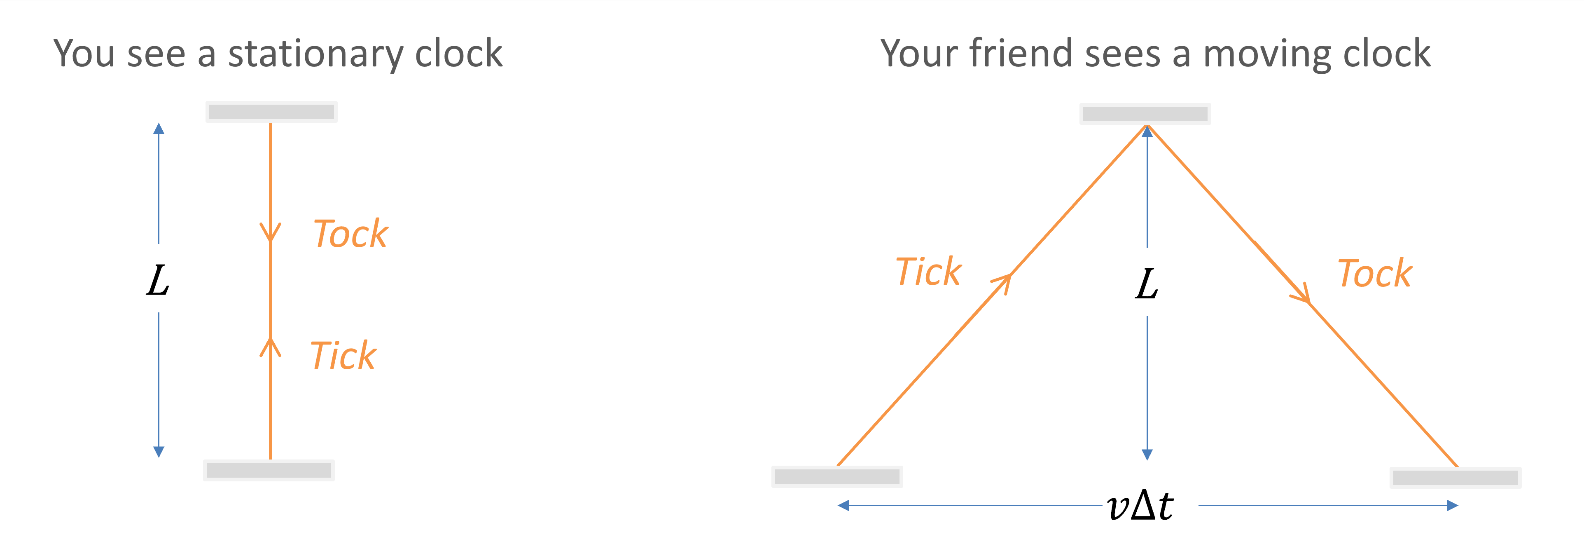 You see a stationary clock
Tock
L
Tick
Your friend sees a moving clock
Tick
L
Tock
vΔt